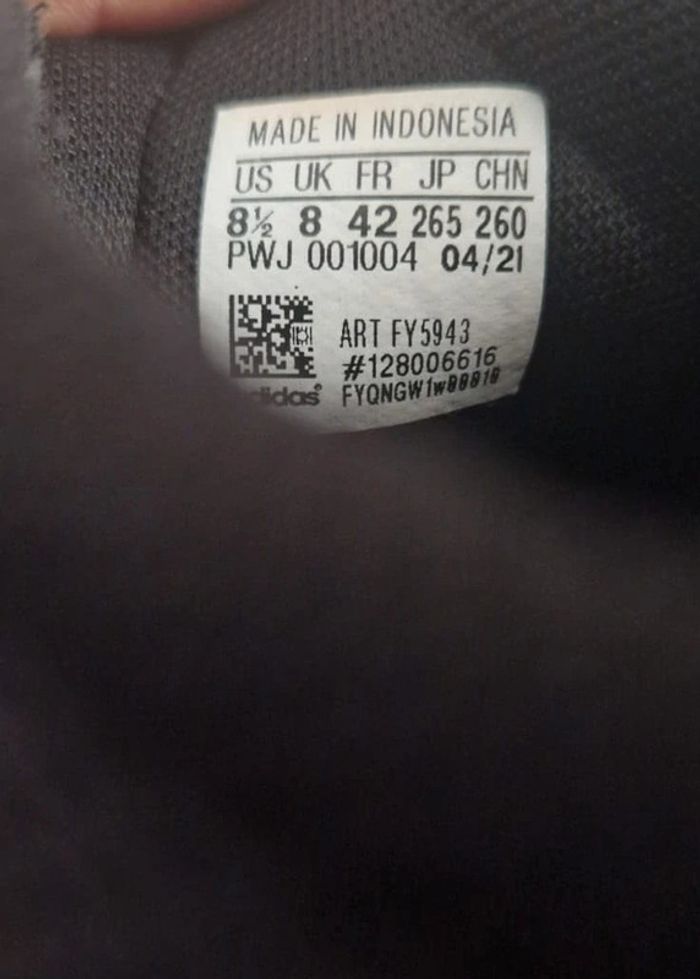 MADE IN INDONESIA
US UK FR JP CHN
8½ 8 42 265 260
PWJ 001004 04/21
ART FY5943
#128006616
adidas®